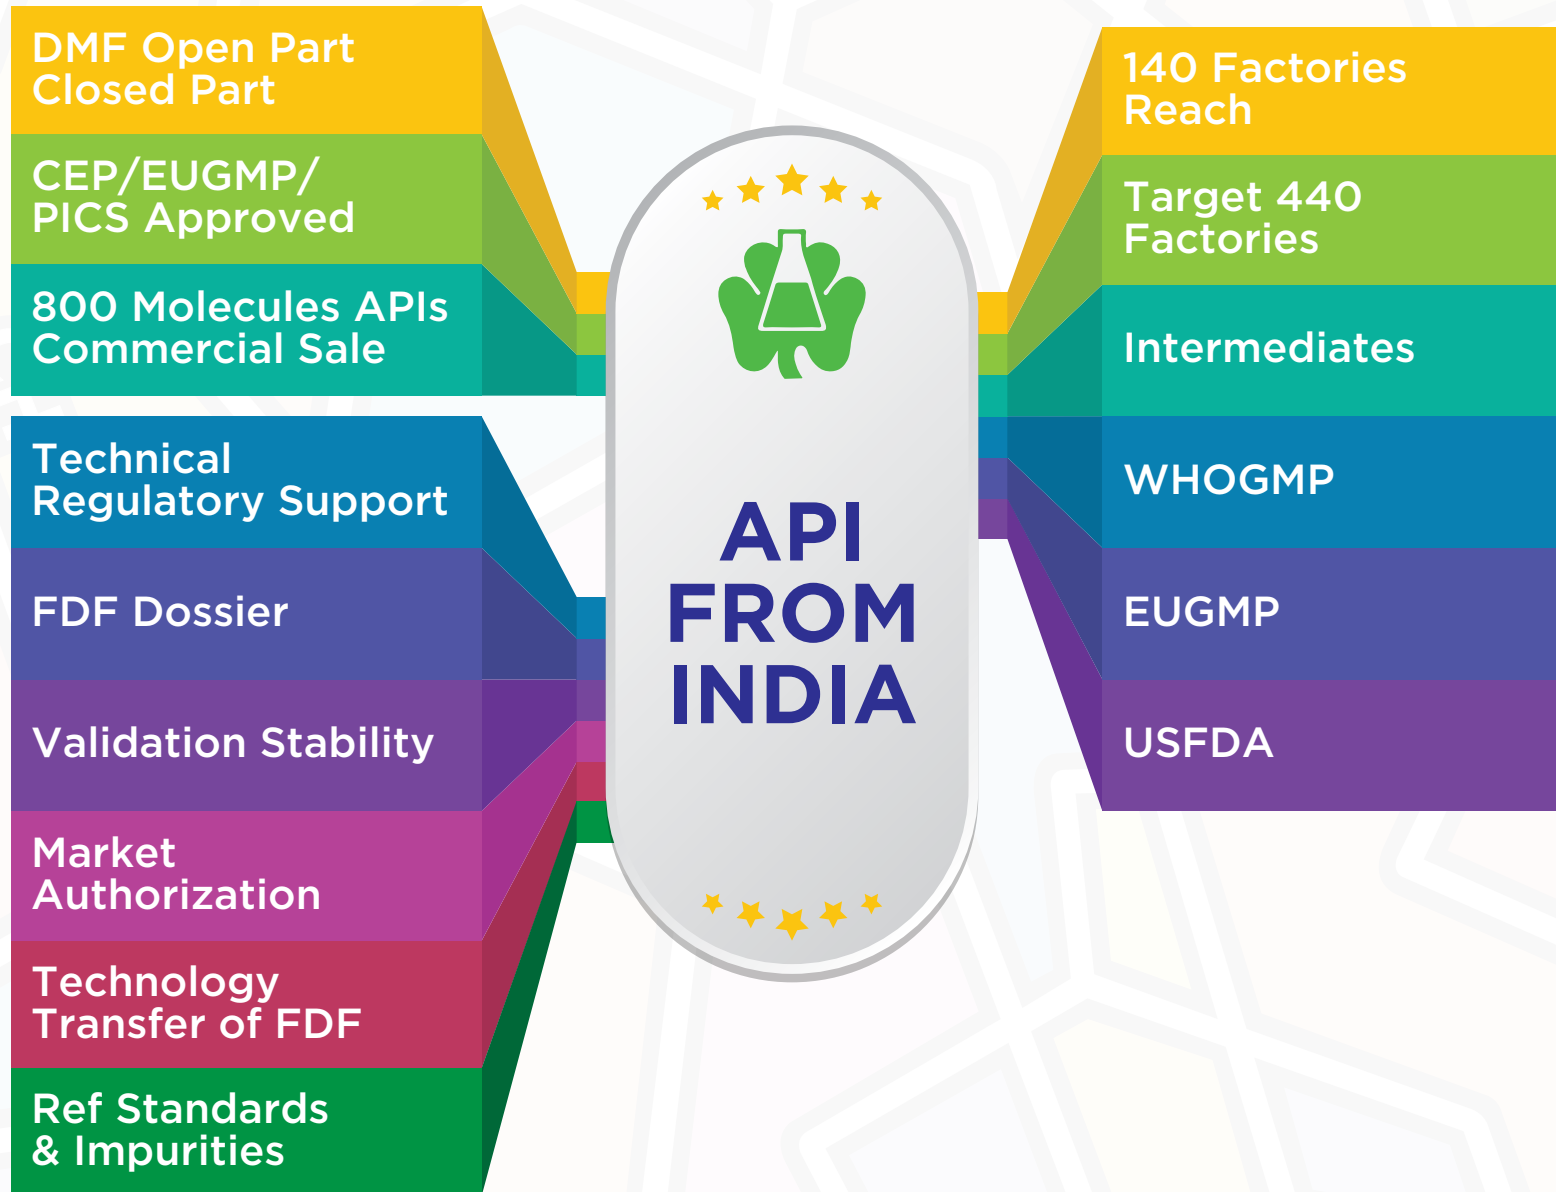 DMF Open Part
Closed Part
CEP/EUGMP/
PICS Approved
800 Molecules APIs
Commercial Sale
Technical
Regulatory Support
FDF Dossier
Validation Stability
Market
Authorization
Technology
Transfer of FDF
Ref Standards
& Impurities
API
FROM
INDIA
140 Factories
Reach
Target 440
Factories
Intermediates
WHOGMP
EUGMP
USFDA